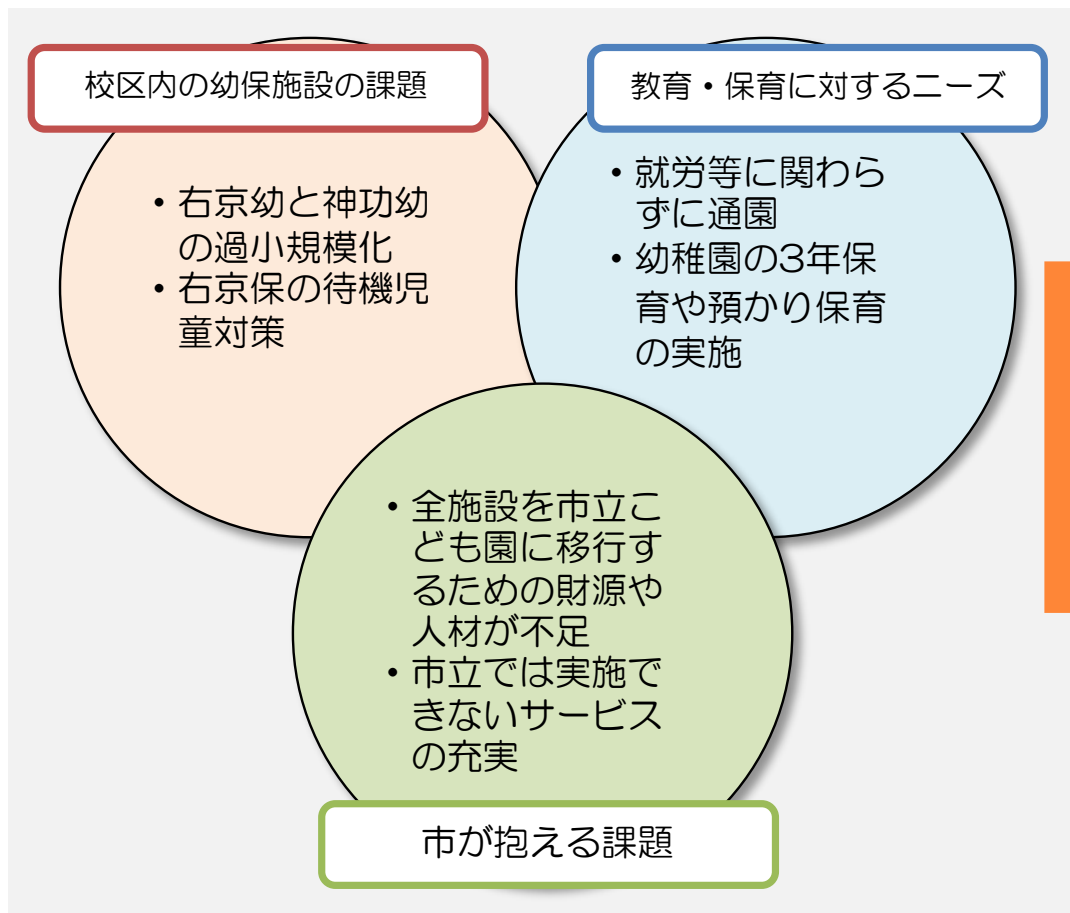 校区内の幼保施設の課題
・右京幼と神功幼
の過小規模化
・右京保の待機児
童対策
教育・保育に対するニーズ
・就労等に関わら
ずに通園
・幼稚園の3年保
育や預かり保育
の実施
・全施設を市立こ
ども園に移行す
るための財源や
人材が不足
・市立では実施で
きないサービス
の充実
市が抱える課題